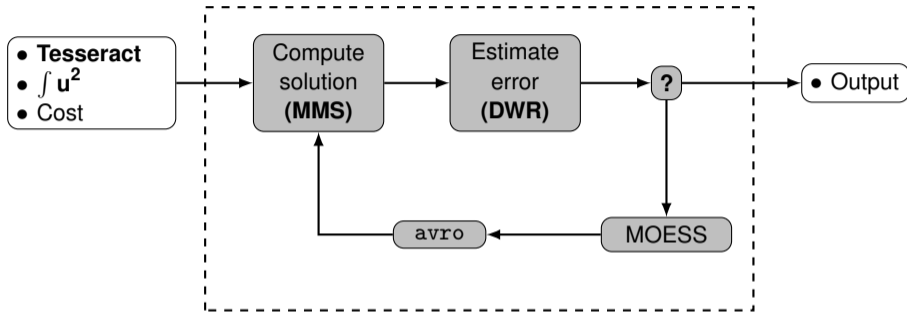 • Tesseract
• ∫ u²
• Cost
Compute
solution
(MMS)
Estimate
error
(DWR)
?
• Output
avro
MOESS